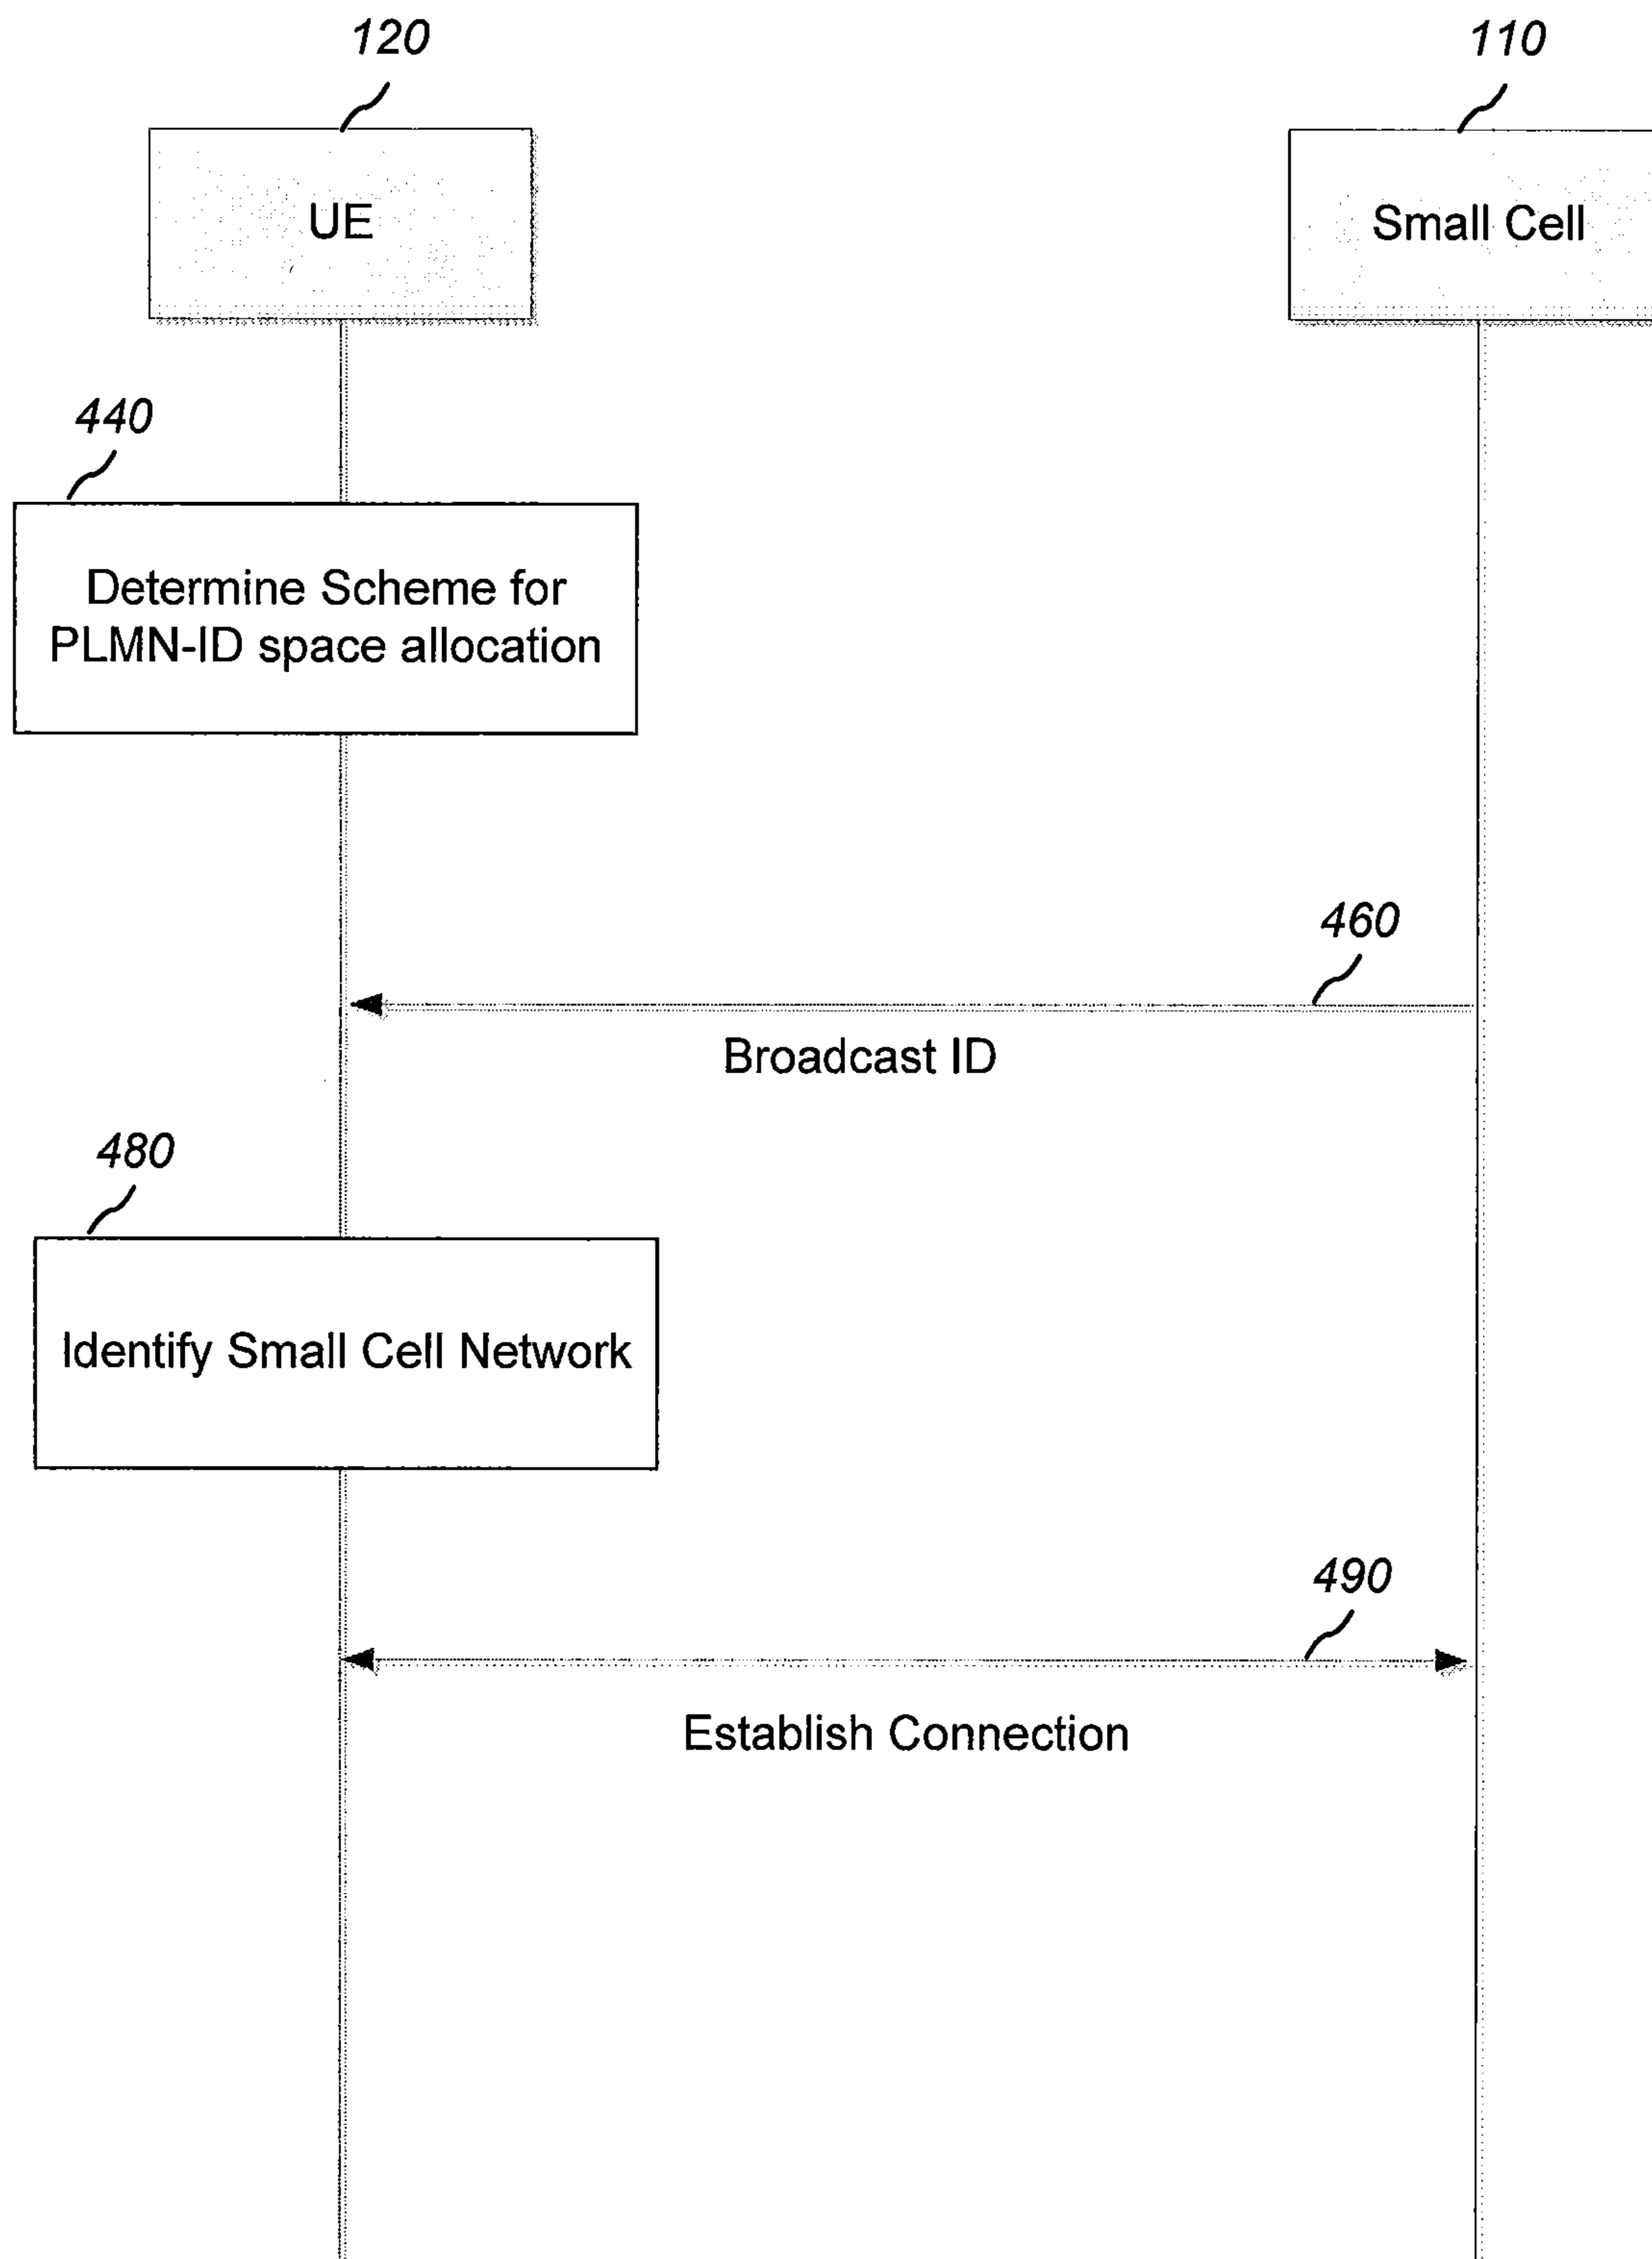 120
110
UE
Small Cell
440
Determine Scheme for
PLMN-ID space allocation
460
Broadcast ID
480
Identify Small Cell Network
490
Establish Connection